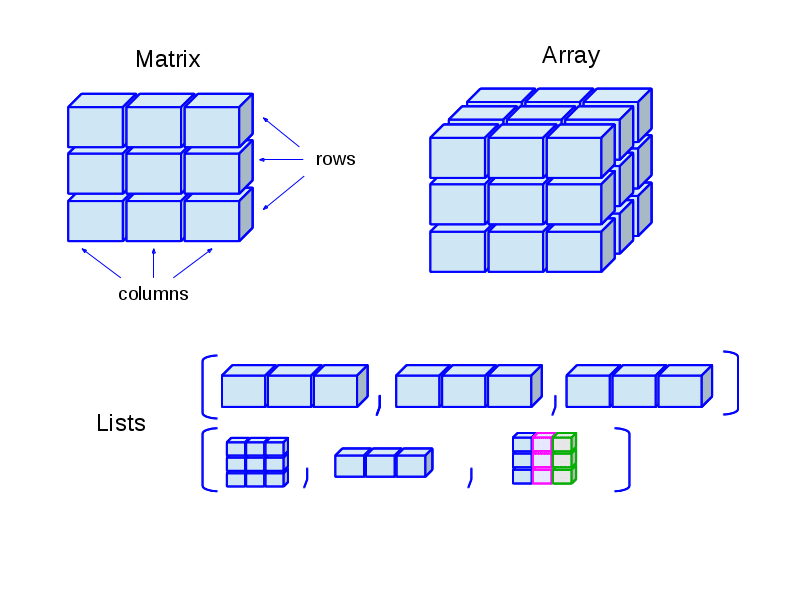 Matrix
Array
rows
columns
Lists